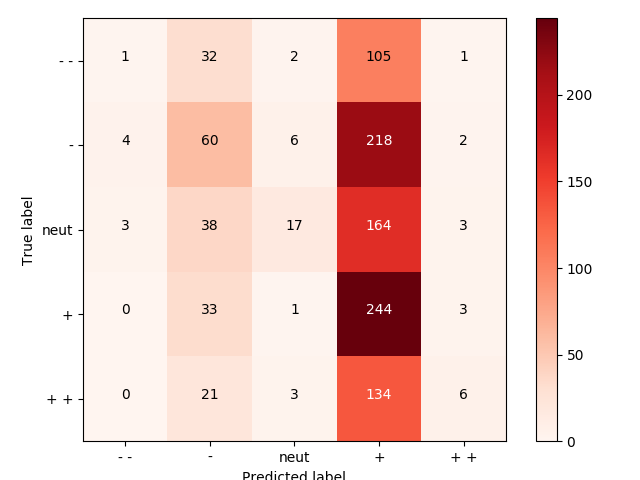 - - 1 32 2 105 1
- 4 60 6 218 2
neut 3 38 17 164 3
+ 0 33 1 244 3
+ + 0 21 3 134 6
- - - neut + + +
Predicted label
True label
200
150
100
50
0